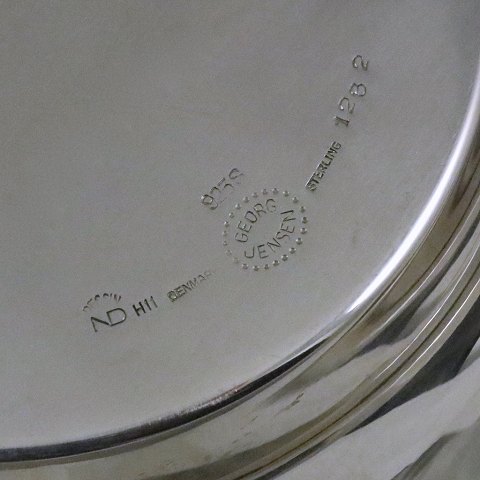 925S
GEORG
JENSEN
DESSIN
ND H11 DENMARK
STERLING 1282